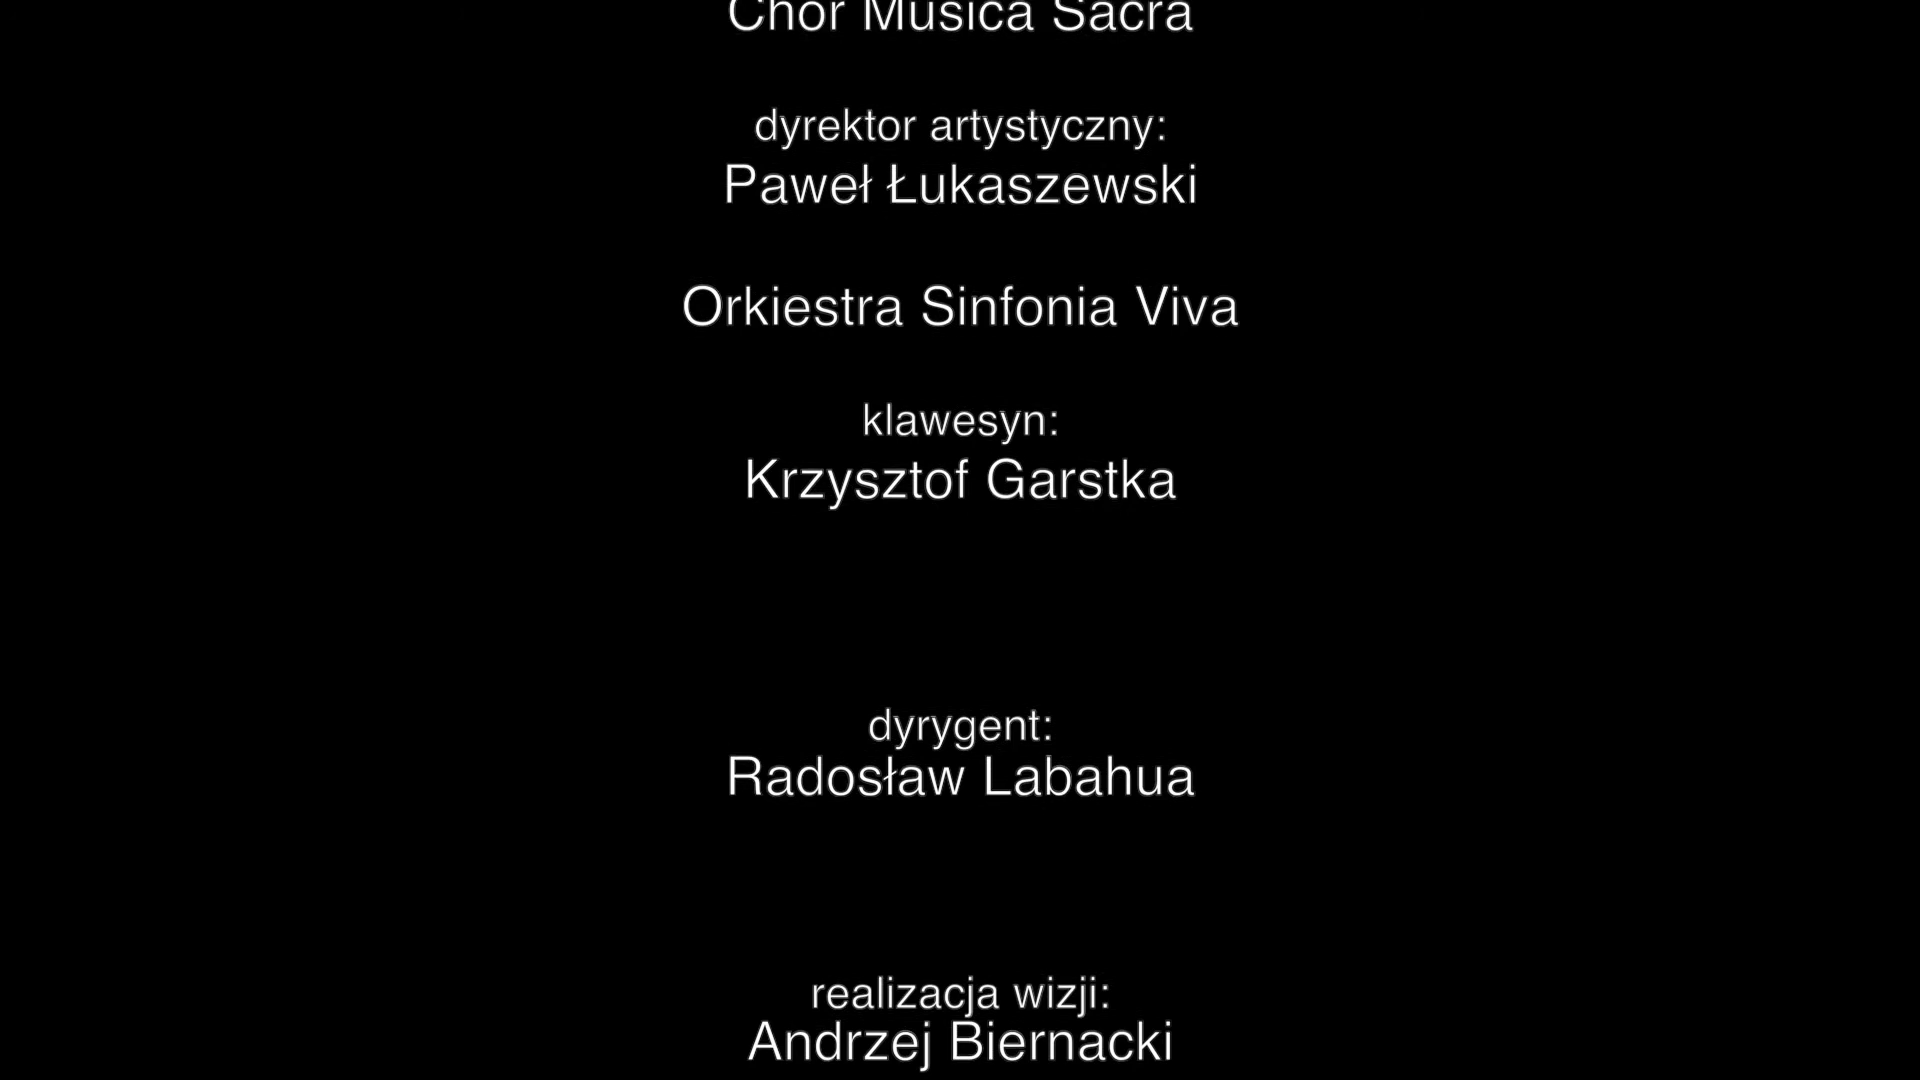 Chór Musica Sacra
dyrektor artystyczny:
Paweł Łukaszewski
Orkiestra Sinfonia Viva
klawesyn:
Krzysztof Garstka
dyrygent:
Radosław Labahua
realizacja wizji:
Andrzej Biernacki